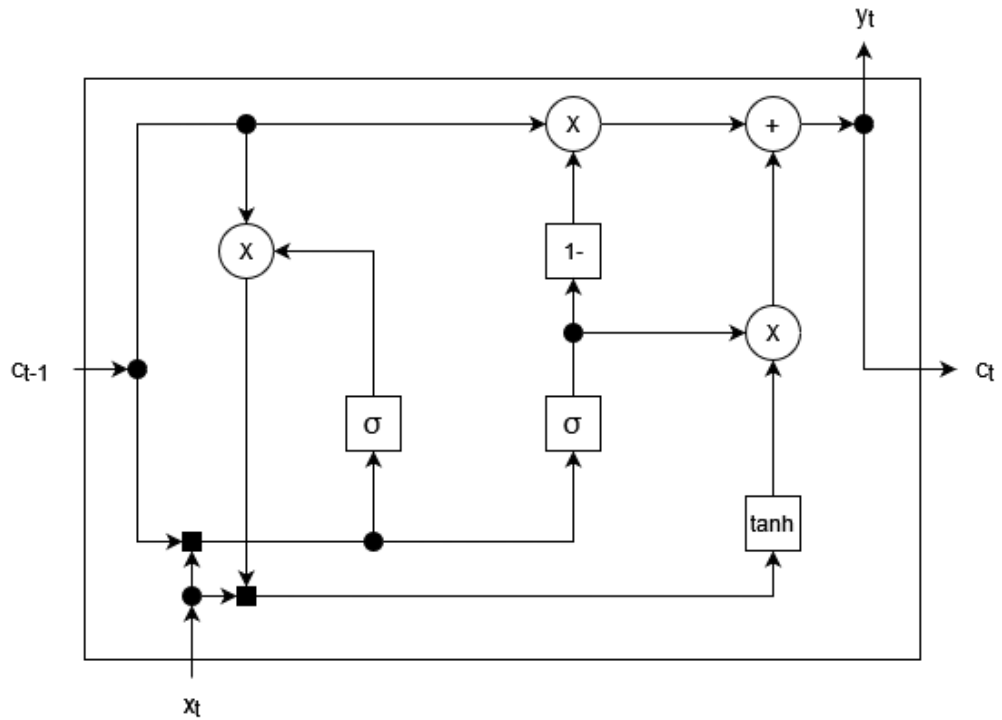 yt
X
+
X
1-
X
ct-1
ct
σ
σ
tanh
xt